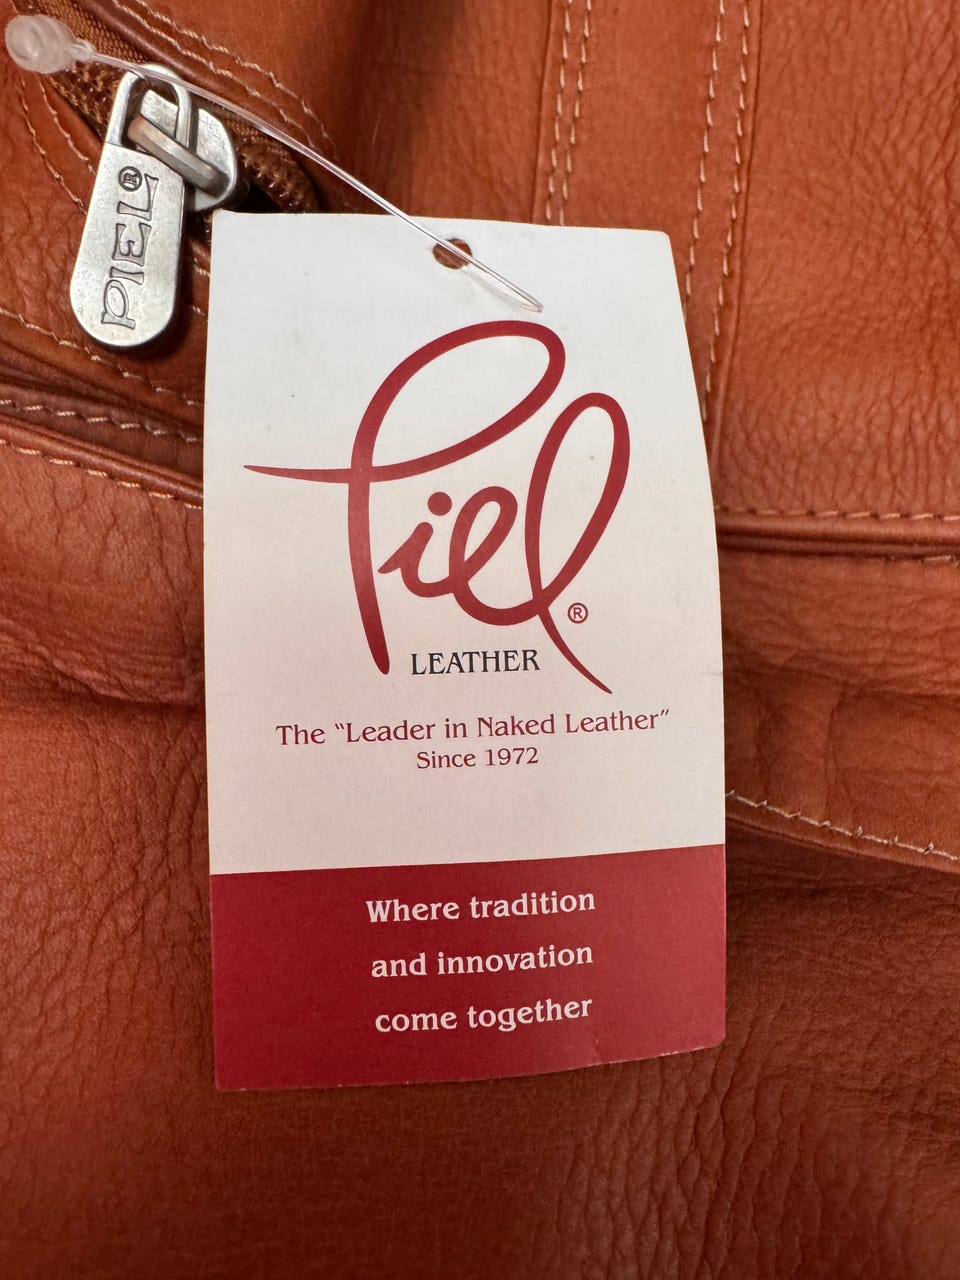 PIEL®
Piel®
LEATHER
The “Leader in Naked Leather”
Since 1972
Where tradition
and innovation
come together